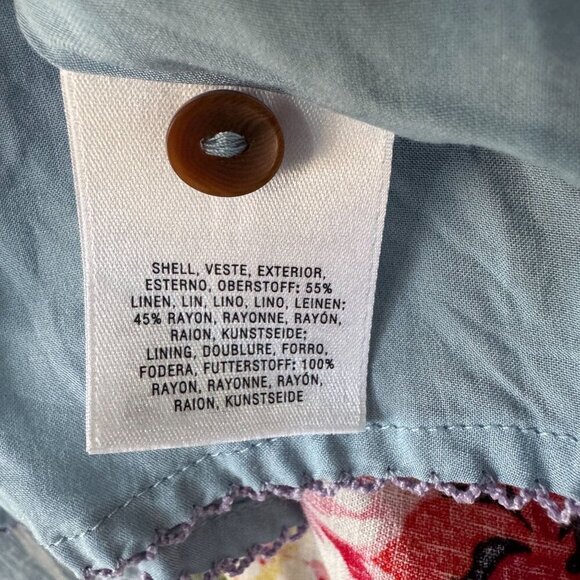 SHELL, VESTE, EXTERIOR,
ESTERNO, OBERSTOFF: 55%
LINEN, LIN, LINO, LINO, LEINEN;
45% RAYON, RAYONNE, RAYÓN,
RAION, KUNSTSEIDE;
LINING, DOUBLURE, FORRO,
FODERA, FUTTERSTOFF: 100%
RAYON, RAYONNE, RAYÓN,
RAION, KUNSTSEIDE